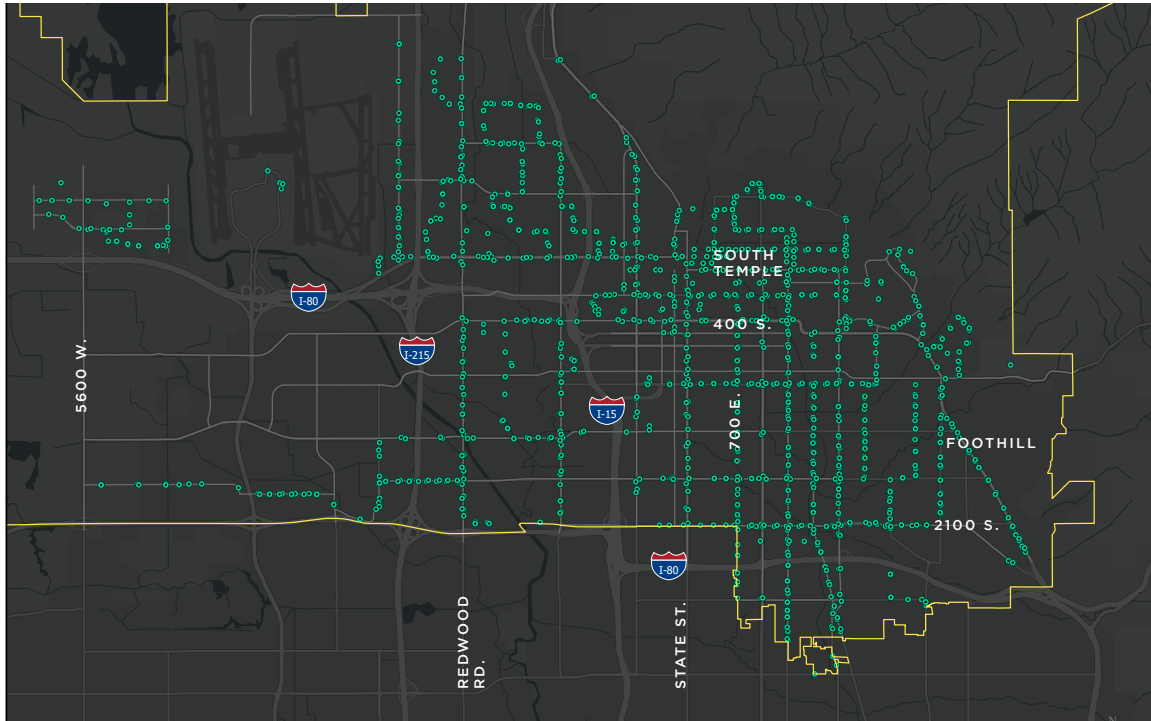 SOUTH
TEMPLE
I-80
400 S.
I-215
5600 W.
I-15
700 E.
FOOTHILL
2100 S.
I-80
REDWOOD
RD.
STATE ST.